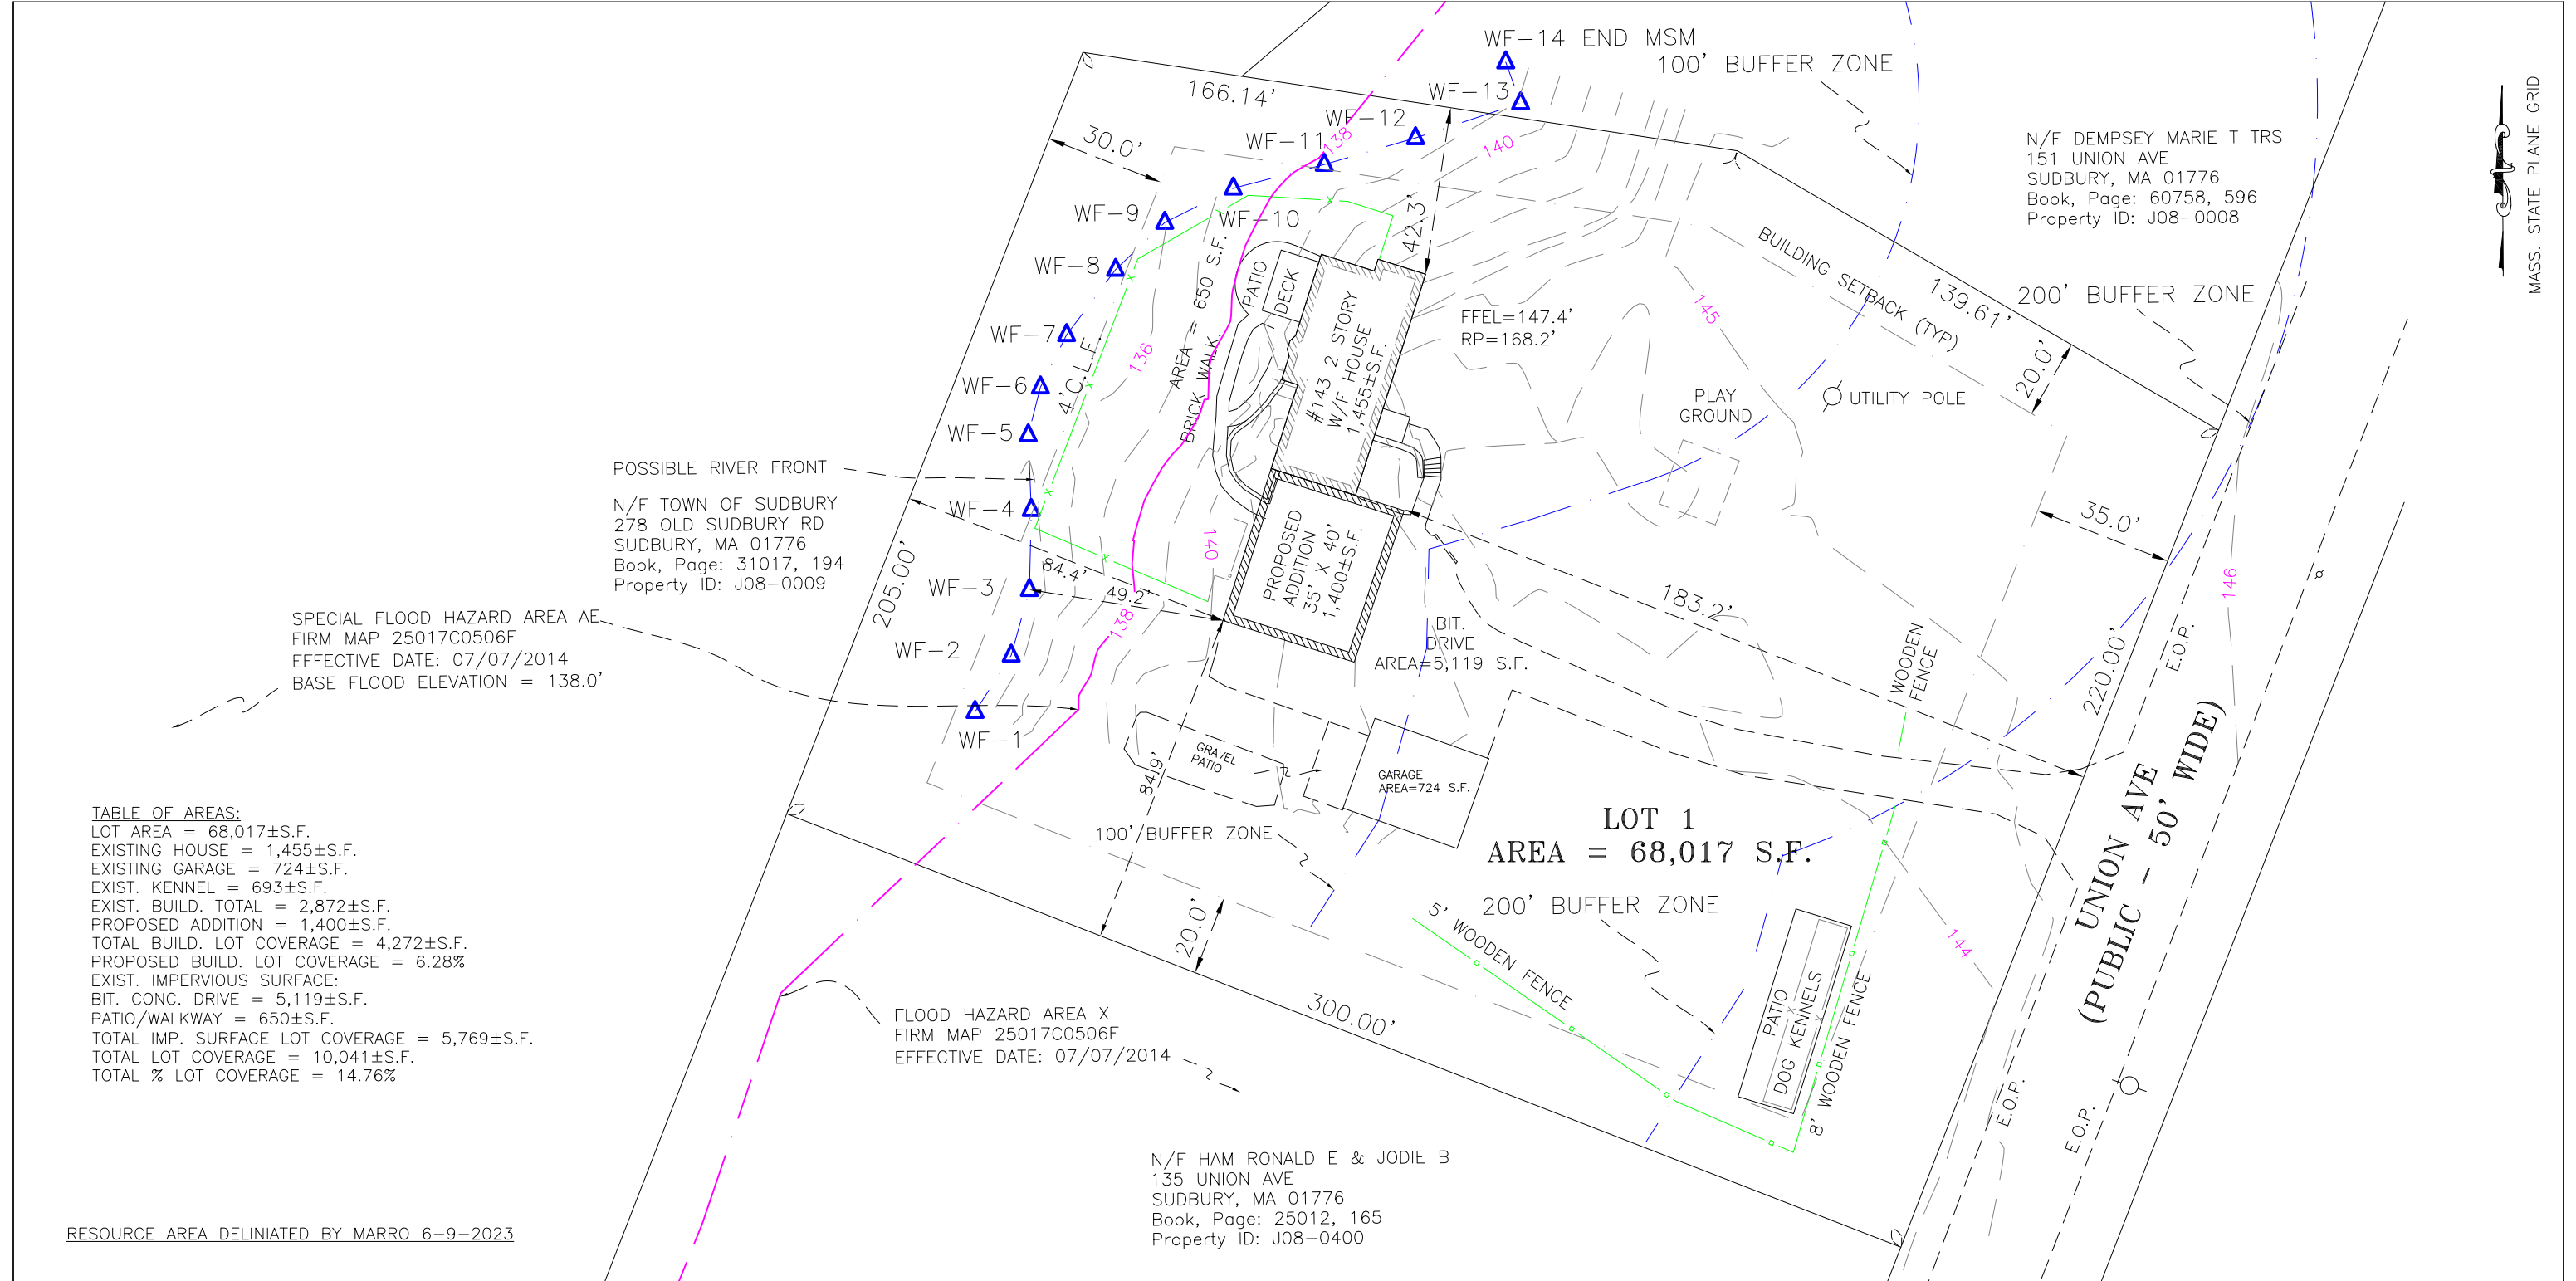 WF-14 END MSM
100' BUFFER ZONE
WF-13
WF-12
WF-11
WF-10
WF-9
WF-8
WF-7
WF-6
WF-5
WF-4
WF-3
WF-2
WF-1
166.14'
30.0'
138
140
42.3'
N/F DEMPSEY MARIE T TRS
151 UNION AVE
SUDBURY, MA 01776
Book, Page: 60758, 596
Property ID: J08-0008
MASS. STATE PLANE GRID
BUILDING SETBACK (TYP)
139.61'
200' BUFFER ZONE
20.0'
145
FFEL=147.4'
RP=168.2'
PLAY
GROUND
UTILITY POLE
PATIO
DECK
#143 2 STORY
W/F HOUSE
1,455±S.F.
BRICK WALK.
AREA = 650 S.F.
136
4' C.L.F.
POSSIBLE RIVER FRONT
N/F TOWN OF SUDBURY
278 OLD SUDBURY RD
SUDBURY, MA 01776
Book, Page: 31017, 194
Property ID: J08-0009
205.00'
84.4'
49.2'
140
138
PROPOSED
ADDITION
35' X 40'
1,400±S.F.
183.2'
35.0'
146
220.00'
E.O.P.
WOODEN
FENCE
BIT.
DRIVE
AREA=5,119 S.F.
SPECIAL FLOOD HAZARD AREA AE
FIRM MAP 25017C0506F
EFFECTIVE DATE: 07/07/2014
BASE FLOOD ELEVATION = 138.0'
GRAVEL
PATIO
84.9'
GARAGE
AREA=724 S.F.
100' BUFFER ZONE
LOT 1
AREA = 68,017 S.F.
200' BUFFER ZONE
UNION AVE
(PUBLIC - 50' WIDE)
144
20.0'
300.00'
5' WOODEN FENCE
PATIO
DOG KENNELS
8' WOODEN FENCE
E.O.P.
E.O.P.
TABLE OF AREAS:
LOT AREA = 68,017±S.F.
EXISTING HOUSE = 1,455±S.F.
EXISTING GARAGE = 724±S.F.
EXIST. KENNEL = 693±S.F.
EXIST. BUILD. TOTAL = 2,872±S.F.
PROPOSED ADDITION = 1,400±S.F.
TOTAL BUILD. LOT COVERAGE = 4,272±S.F.
PROPOSED BUILD. LOT COVERAGE = 6.28%
EXIST. IMPERVIOUS SURFACE:
BIT. CONC. DRIVE = 5,119±S.F.
PATIO/WALKWAY = 650±S.F.
TOTAL IMP. SURFACE LOT COVERAGE = 5,769±S.F.
TOTAL LOT COVERAGE = 10,041±S.F.
TOTAL % LOT COVERAGE = 14.76%
FLOOD HAZARD AREA X
FIRM MAP 25017C0506F
EFFECTIVE DATE: 07/07/2014
N/F HAM RONALD E & JODIE B
135 UNION AVE
SUDBURY, MA 01776
Book, Page: 25012, 165
Property ID: J08-0400
RESOURCE AREA DELINIATED BY MARRO 6-9-2023